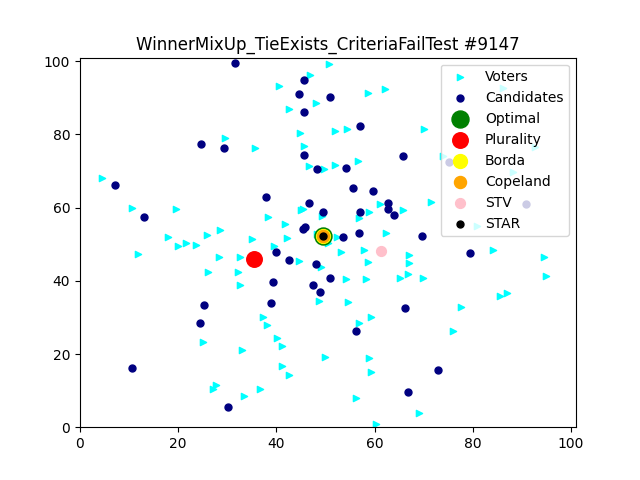 WinnerMixUp_TieExists_CriteriaFailTest #9147
100
80
60
40
20
0
0 20 40 60 80 100
Voters
Candidates
Optimal
Plurality
Borda
Copeland
STV
STAR